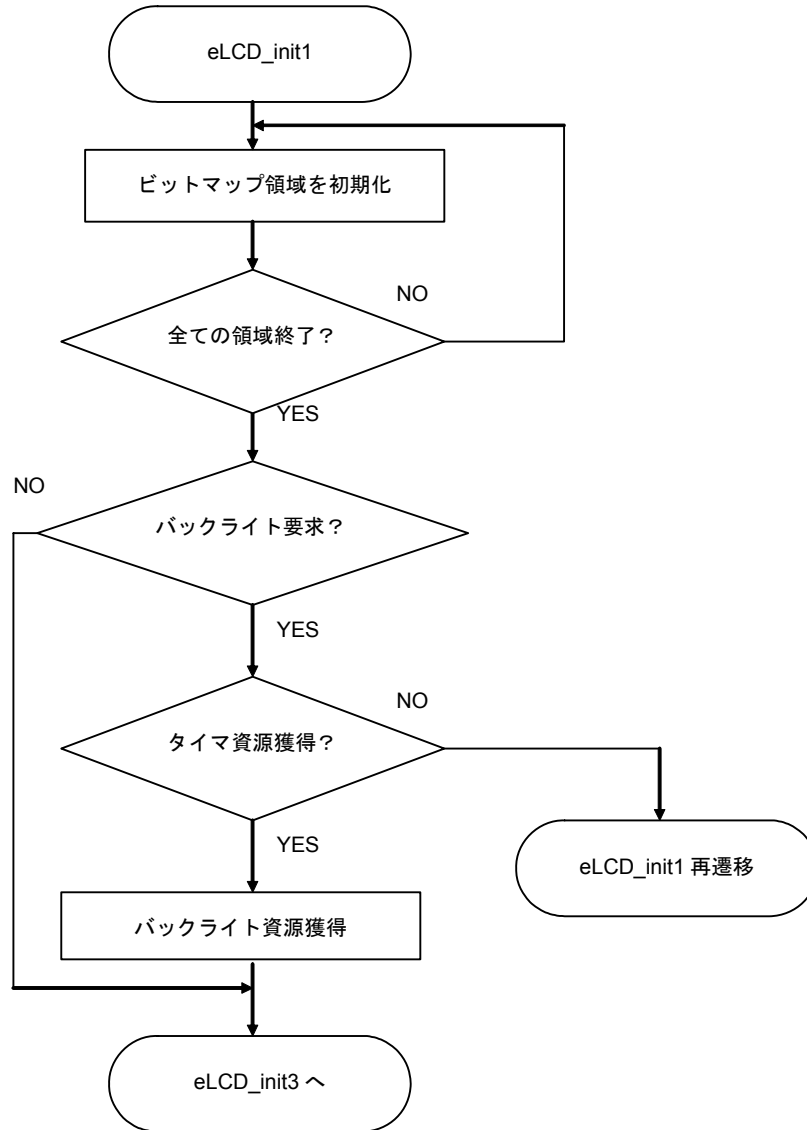 eLCD_init1
ビットマップ領域を初期化
NO
全ての領域終了？
YES
NO
バックライト要求？
YES
NO
タイマ資源獲得？
YES
eLCD_init1 再遷移
バックライト資源獲得
eLCD_init3 へ